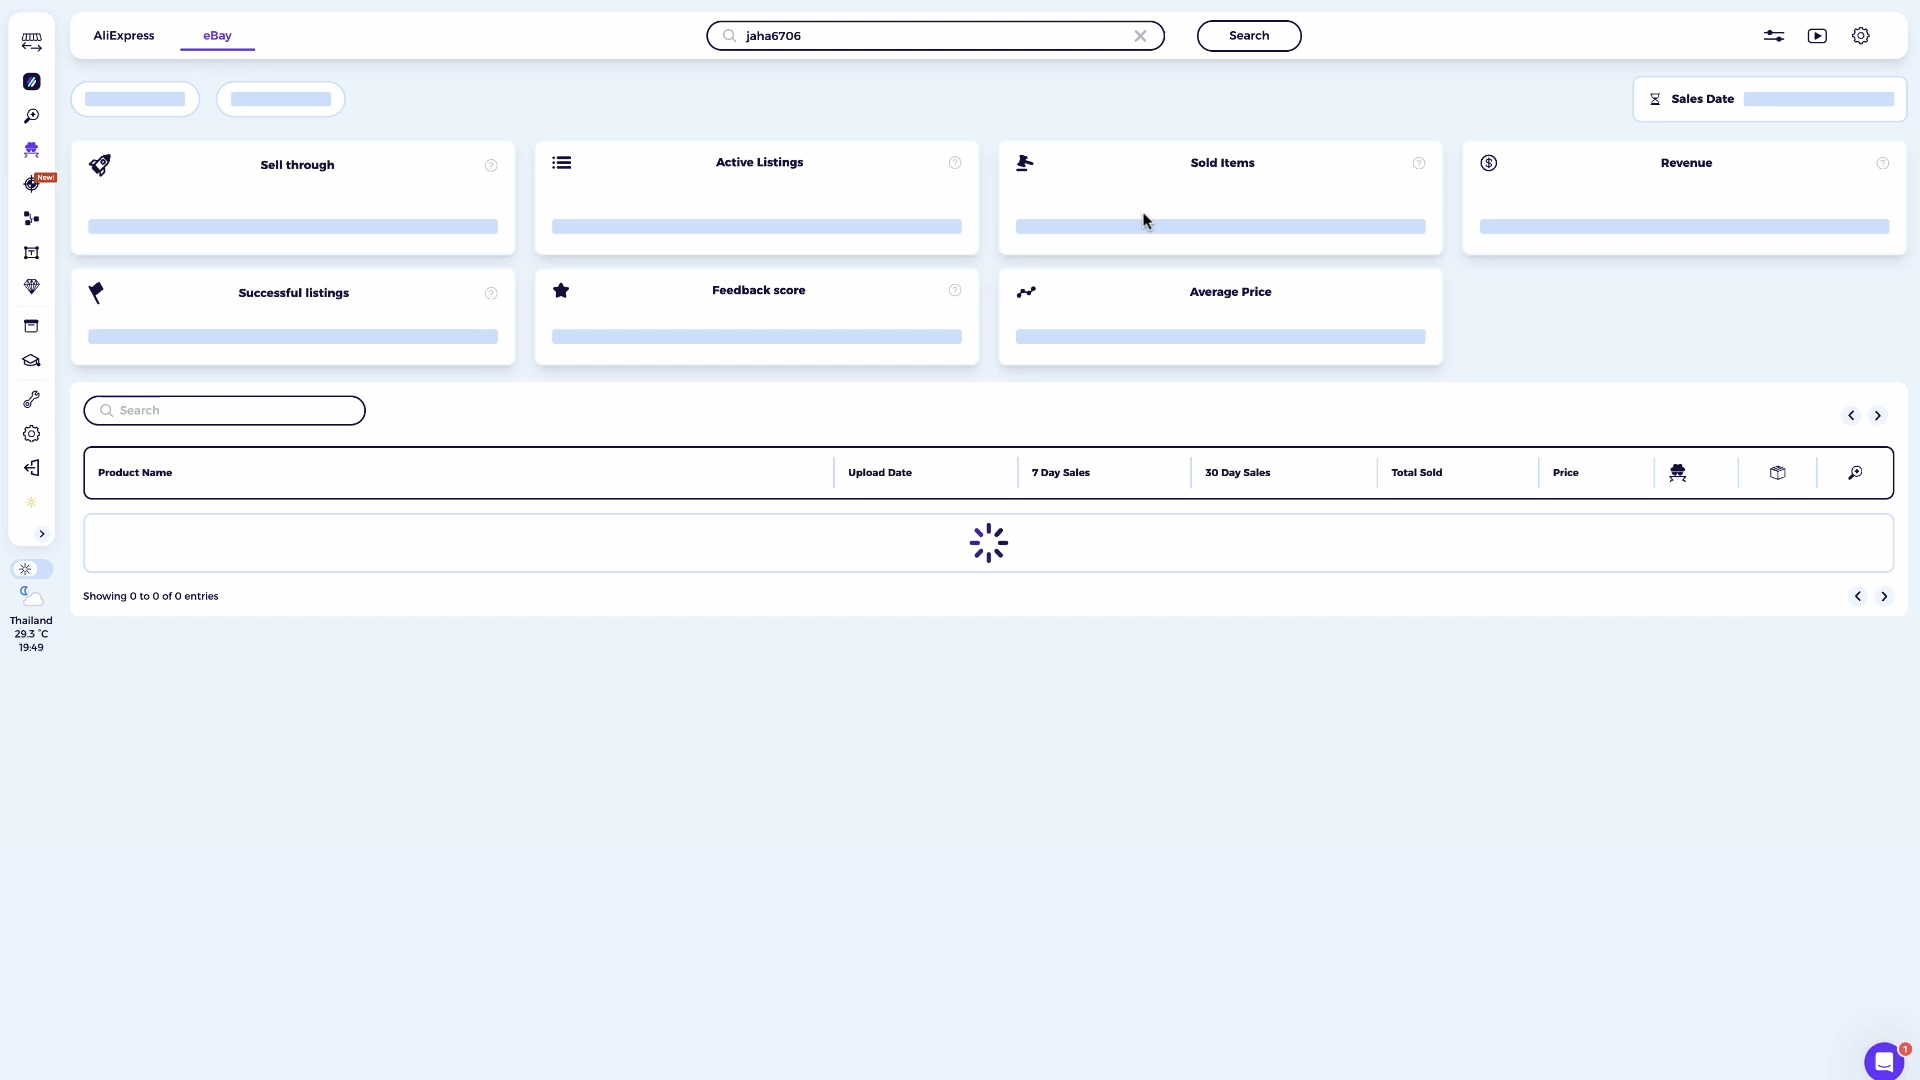 AliExpress
eBay
jaha6706
Search
Sales Date
Sell through
Active Listings
Sold Items
Revenue
New!
Successful listings
Feedback score
Average Price
Search
Product Name
Upload Date
7 Day Sales
30 Day Sales
Total Sold
Price
Showing 0 to 0 of 0 entries
Thailand
29.3 °C
19:49
1